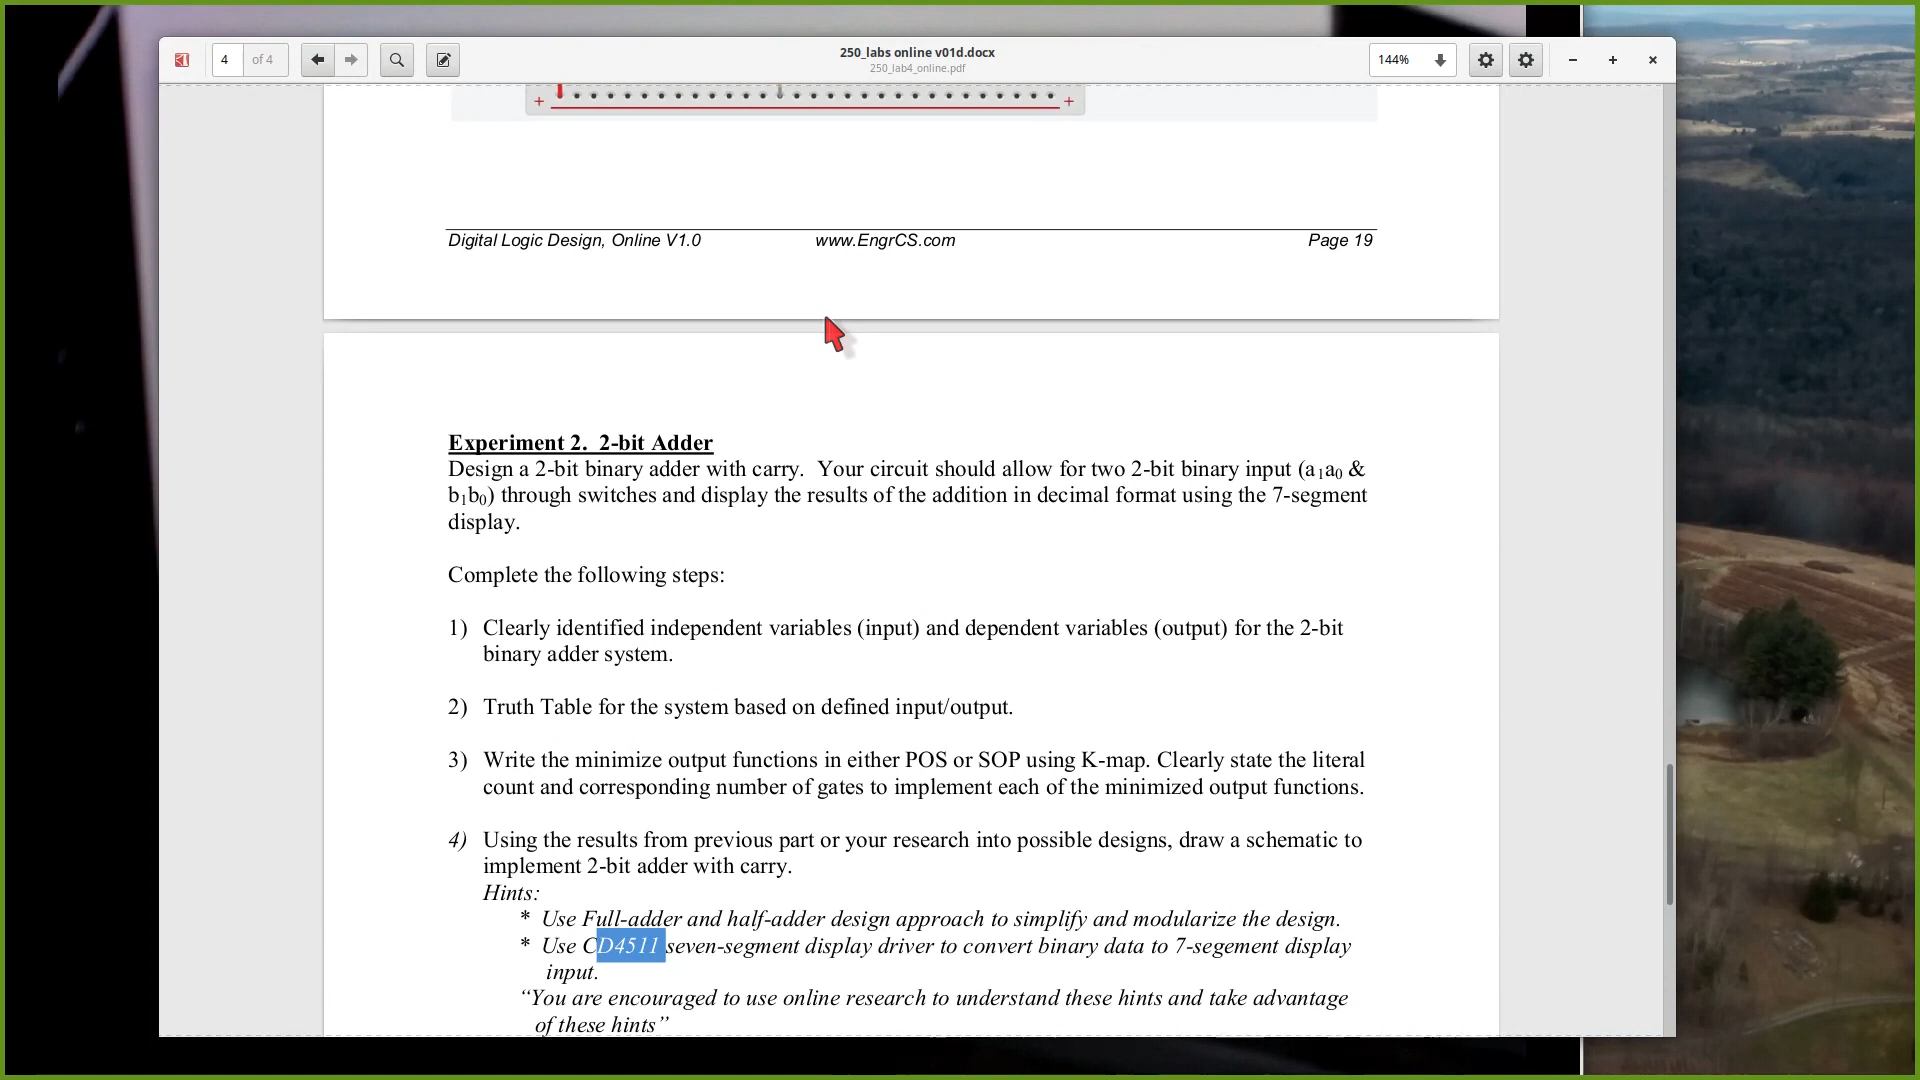 4 of 4
250_labs online v01d.docx
250_lab4_online.pdf
144%
+ +
Digital Logic Design, Online V1.0 www.EngrCS.com Page 19
Experiment 2. 2-bit Adder
Design a 2-bit binary adder with carry. Your circuit should allow for two 2-bit binary input (a₁a₀ &
b₁b₀) through switches and display the results of the addition in decimal format using the 7-segment
display.
Complete the following steps:
1) Clearly identified independent variables (input) and dependent variables (output) for the 2-bit
binary adder system.
2) Truth Table for the system based on defined input/output.
3) Write the minimize output functions in either POS or SOP using K-map. Clearly state the literal
count and corresponding number of gates to implement each of the minimized output functions.
4) Using the results from previous part or your research into possible designs, draw a schematic to
implement 2-bit adder with carry.
Hints:
* Use Full-adder and half-adder design approach to simplify and modularize the design.
* Use CD4511 seven-segment display driver to convert binary data to 7-segement display
input.
“You are encouraged to use online research to understand these hints and take advantage
of these hints”